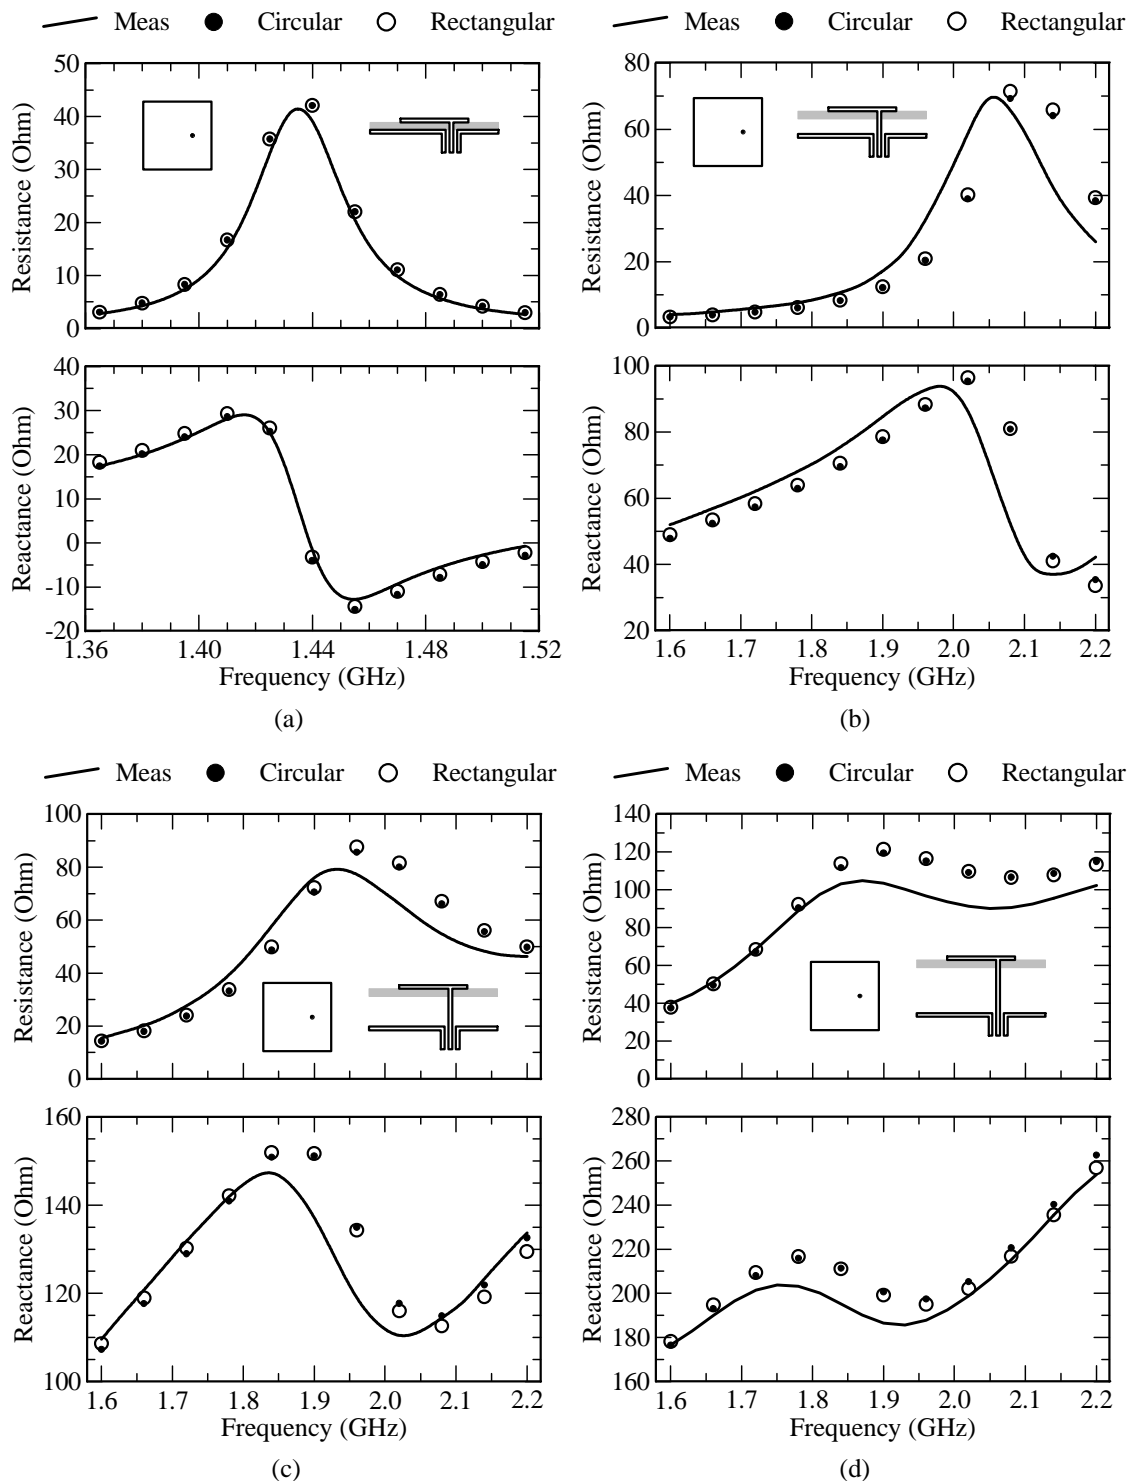 Meas Circular Rectangular
50
40
30
20
10
0
Resistance (Ohm)
40
30
20
10
0
-10
-20
Reactance (Ohm)
1.36 1.40 1.44 1.48 1.52
Frequency (GHz)
(a)
Meas Circular Rectangular
80
60
40
20
0
Resistance (Ohm)
100
80
60
40
20
Reactance (Ohm)
1.6 1.7 1.8 1.9 2.0 2.1 2.2
Frequency (GHz)
(b)
Meas Circular Rectangular
100
80
60
40
20
0
Resistance (Ohm)
160
140
120
100
Reactance (Ohm)
1.6 1.7 1.8 1.9 2.0 2.1 2.2
Frequency (GHz)
(c)
Meas Circular Rectangular
140
120
100
80
60
40
20
0
Resistance (Ohm)
280
260
240
220
200
180
160
Reactance (Ohm)
1.6 1.7 1.8 1.9 2.0 2.1 2.2
Frequency (GHz)
(d)